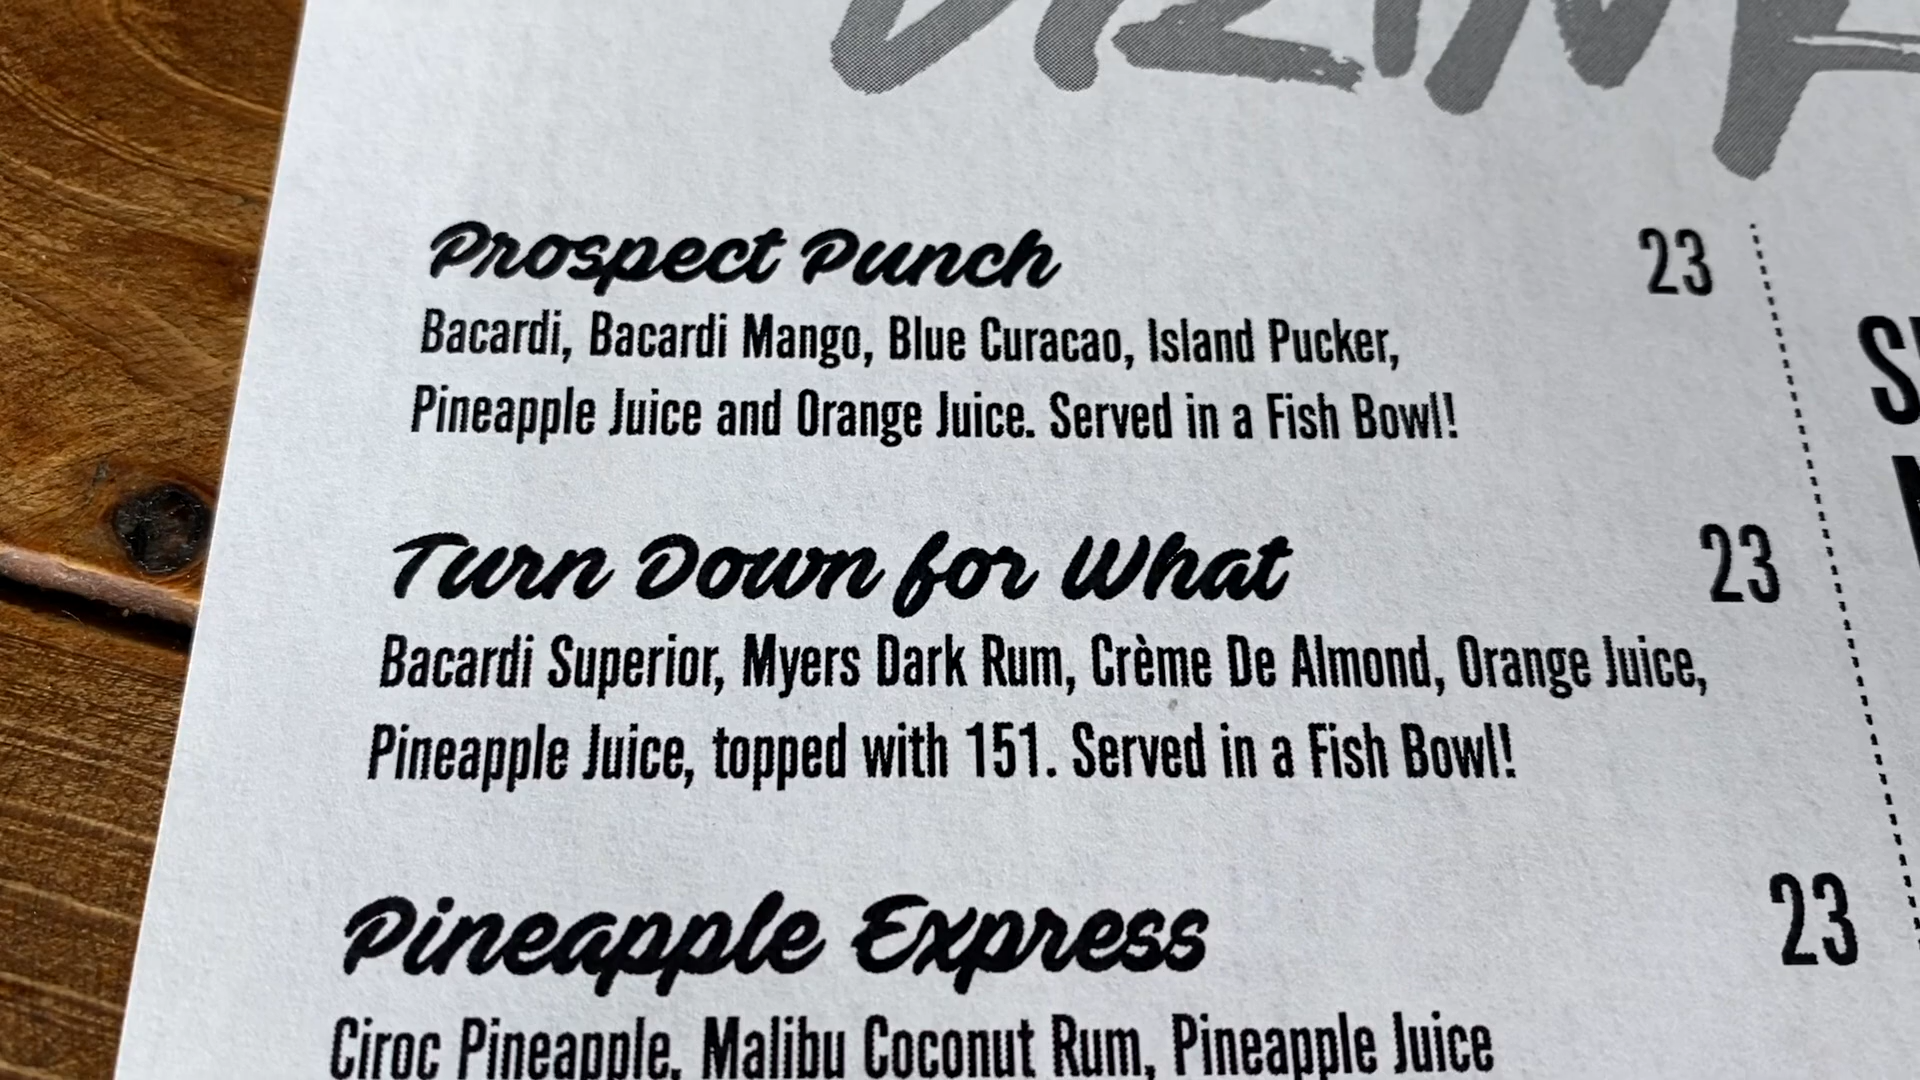 DRINK
Prospect Punch 23
Bacardi, Bacardi Mango, Blue Curacao, Island Pucker,
Pineapple Juice and Orange Juice. Served in a Fish Bowl!
Turn Down for What 23
Bacardi Superior, Myers Dark Rum, Crème De Almond, Orange Juice,
Pineapple Juice, topped with 151. Served in a Fish Bowl!
Pineapple Express 23
Ciroc Pineapple, Malibu Coconut Rum, Pineapple Juice